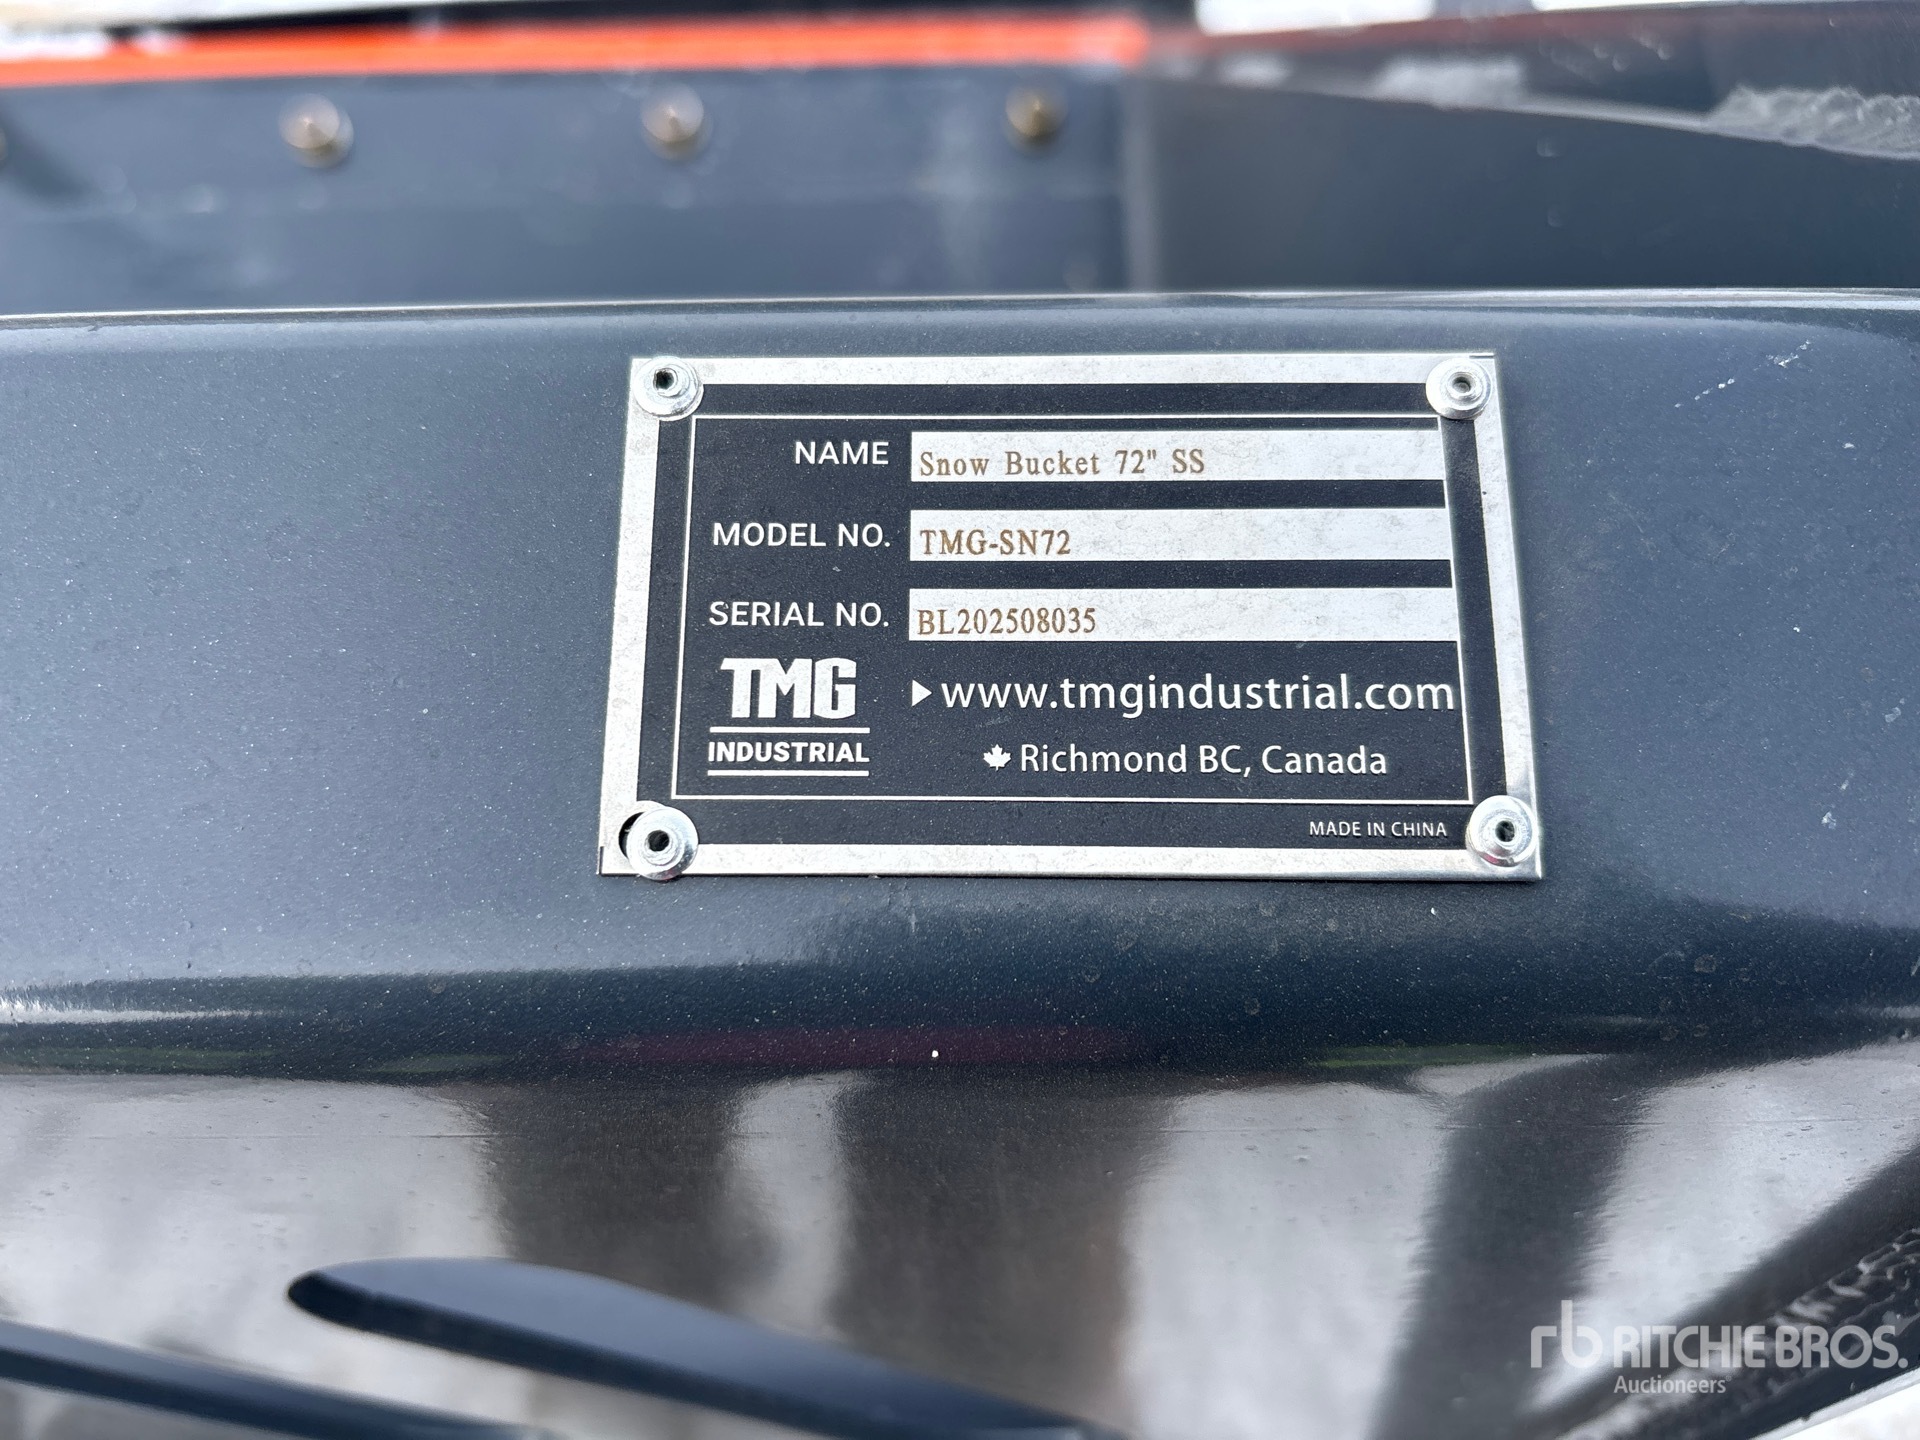 NAME Snow Bucket 72" SS
MODEL NO. TMG-SN72
SERIAL NO. BL202508035
TMG
INDUSTRIAL
www.tmgindustrial.com
Richmond BC, Canada
MADE IN CHINA
rb RITCHIE BROS.
Auctioneers